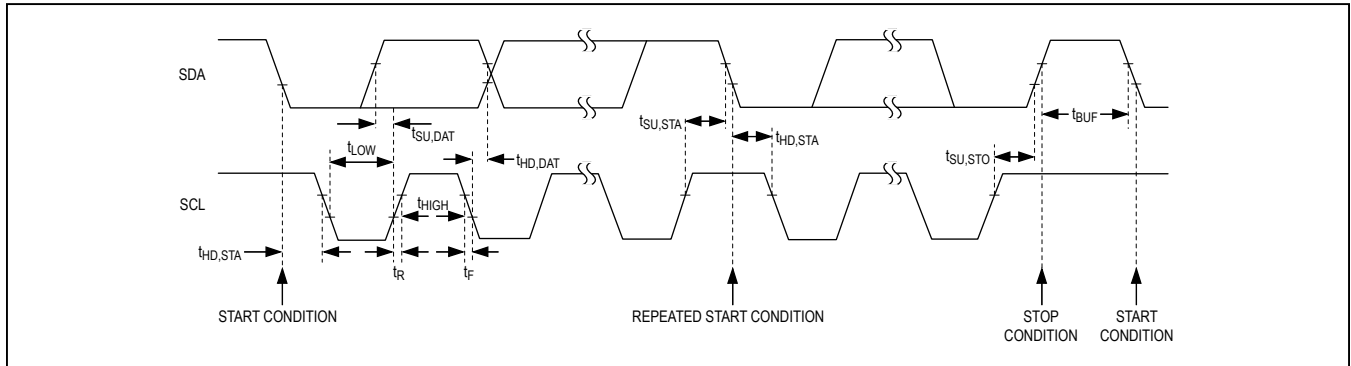 SDA
tSU,DAT
tLOW
tHD,DAT
tSU,STA
tHD,STA
tBUF
tSU,STO
SCL
tHIGH
tHD,STA
tR
tF
START CONDITION
REPEATED START CONDITION
STOP
CONDITION
START
CONDITION